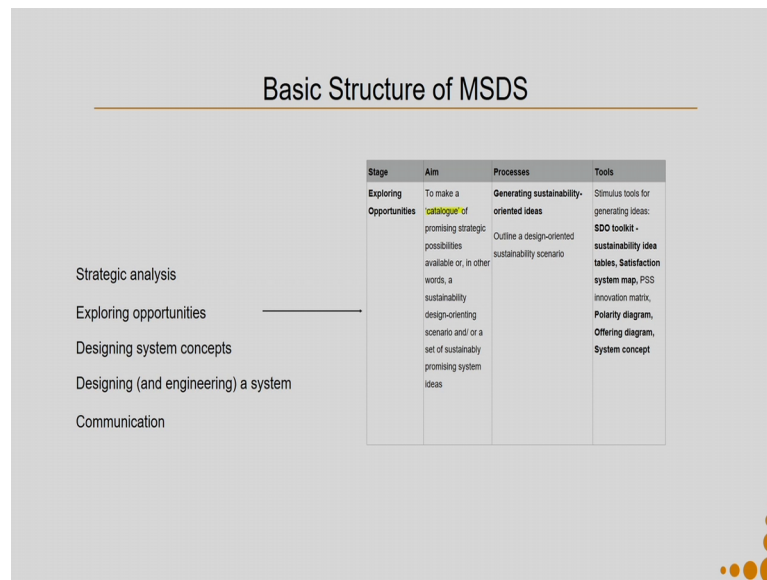 Basic Structure of MSDS
Strategic analysis
Exploring opportunities
Designing system concepts
Designing (and engineering) a system
Communication
Stage
Aim
Processes
Tools
Exploring
Opportunities
To make a
'catalogue' of
promising strategic
possibilities
available or, in other
words, a
sustainability
design-orienting
scenario and/ or a
set of sustainably
promising system
ideas
Generating sustainability-
oriented ideas
Outline a design-oriented
sustainability scenario
Stimulus tools for
generating ideas:
SDO toolkit -
sustainability idea
tables, Satisfaction
system map, PSS
innovation matrix,
Polarity diagram,
Offering diagram,
System concept